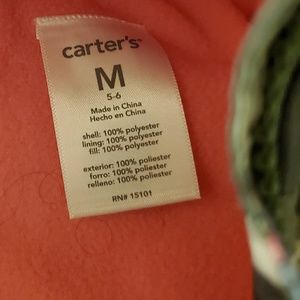 carter's
M
5-6
Made in China
Hecho en China
shell: 100% polyester
lining: 100% polyester
fill: 100% polyester
exterior: 100% poliester
forro: 100% poliester
relleno: 100% poliester
RN# 15101